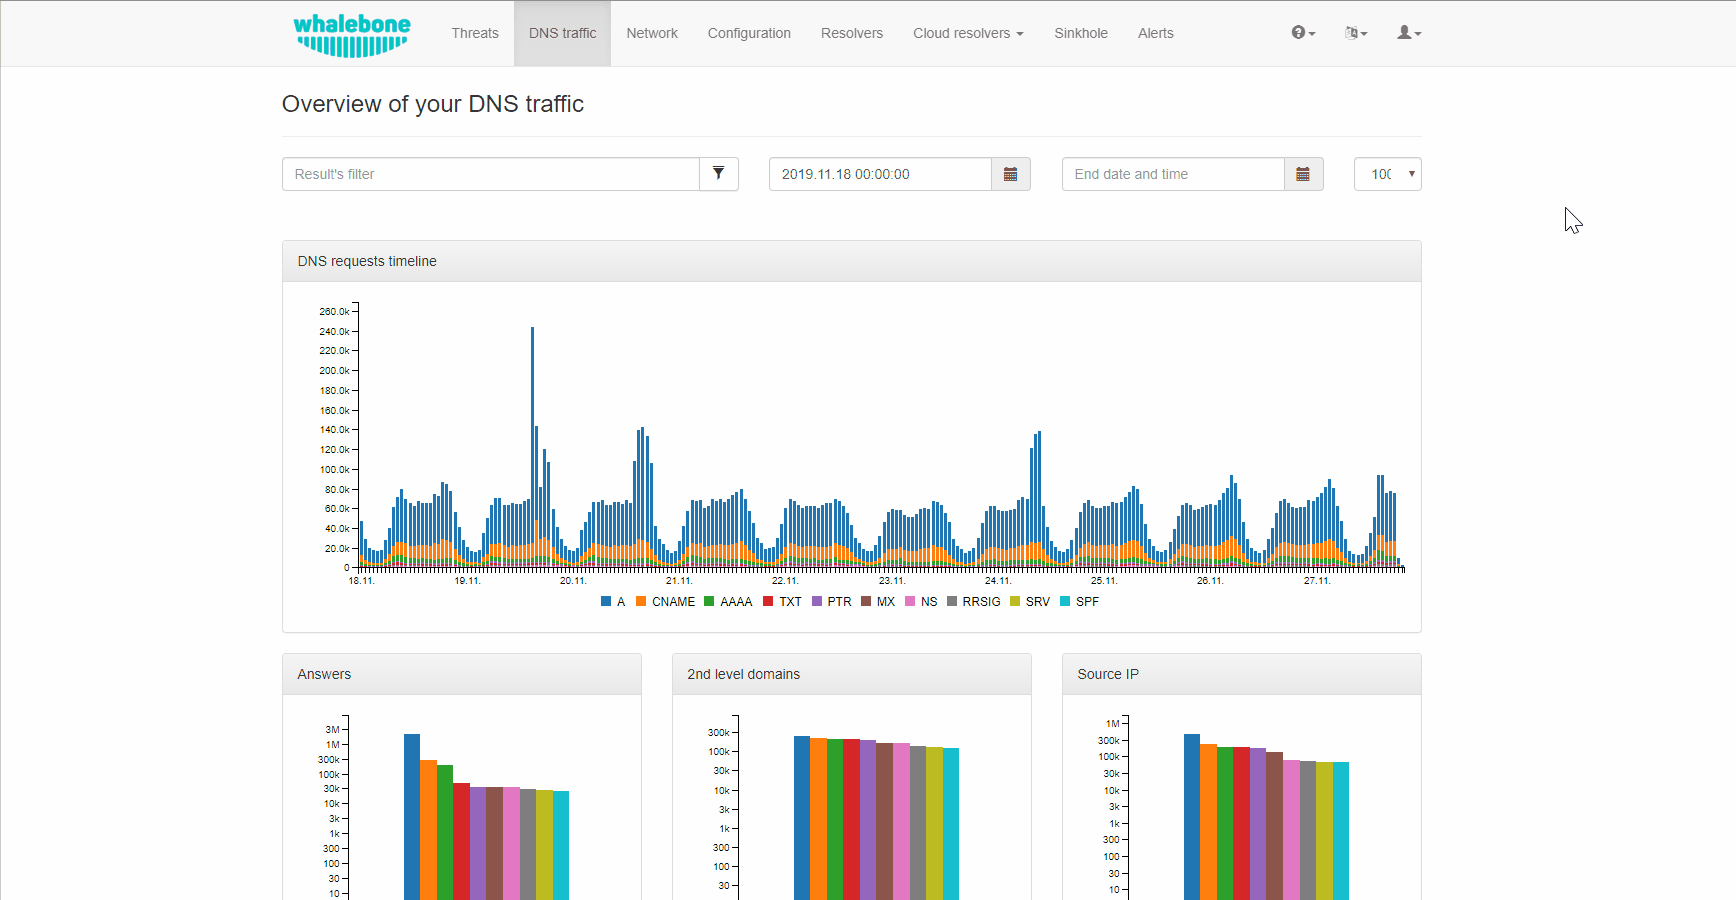 whalebone
Threats DNS traffic Network Configuration Resolvers Cloud resolvers Sinkhole Alerts
Overview of your DNS traffic
Result's filter 2019.11.18 00:00:00 End date and time
DNS requests timeline
260.0k
240.0k
220.0k
200.0k
180.0k
160.0k
140.0k
120.0k
100.0k
80.0k
60.0k
40.0k
20.0k
0
18.11. 19.11. 20.11. 21.11. 22.11. 23.11. 24.11. 25.11. 26.11. 27.11.
A CNAME AAAA TXT PTR MX NS RRSIG SRV SPF
Answers
3M
1M
300k
100k
30k
10k
3k
1k
300
100
30
10
2nd level domains
300k
100k
30k
10k
3k
1k
300
100
30
Source IP
1M
300k
100k
30k
10k
3k
1k
300
100
30
10